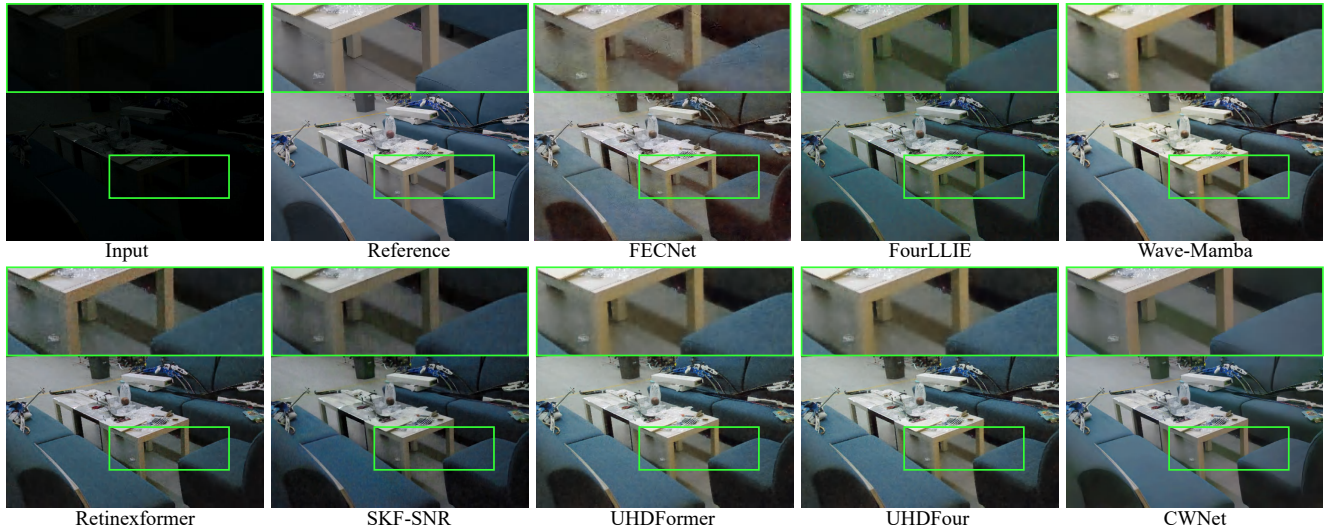 Input
Reference
FECNet
FourLLIE
Wave-Mamba
Retinexformer
SKF-SNR
UHDFormer
UHDFour
CWNet